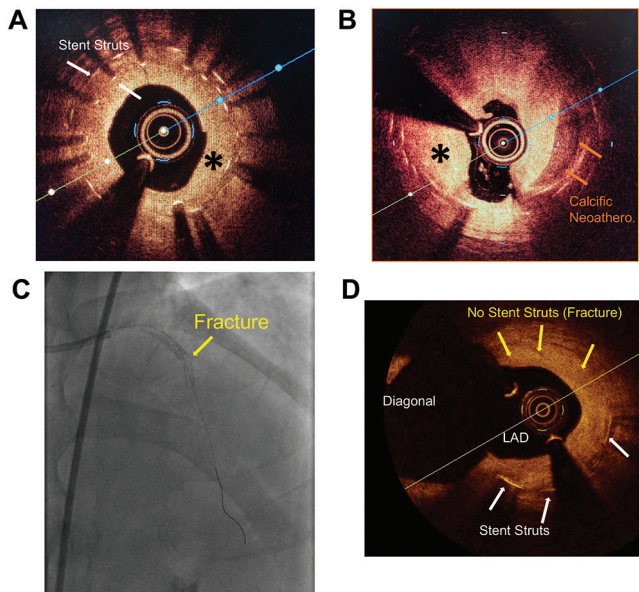 A
Stent Struts
*
B
*
Calcific
Neoathero.
C
Fracture
D
No Stent Struts (Fracture)
Diagonal
LAD
Stent Struts